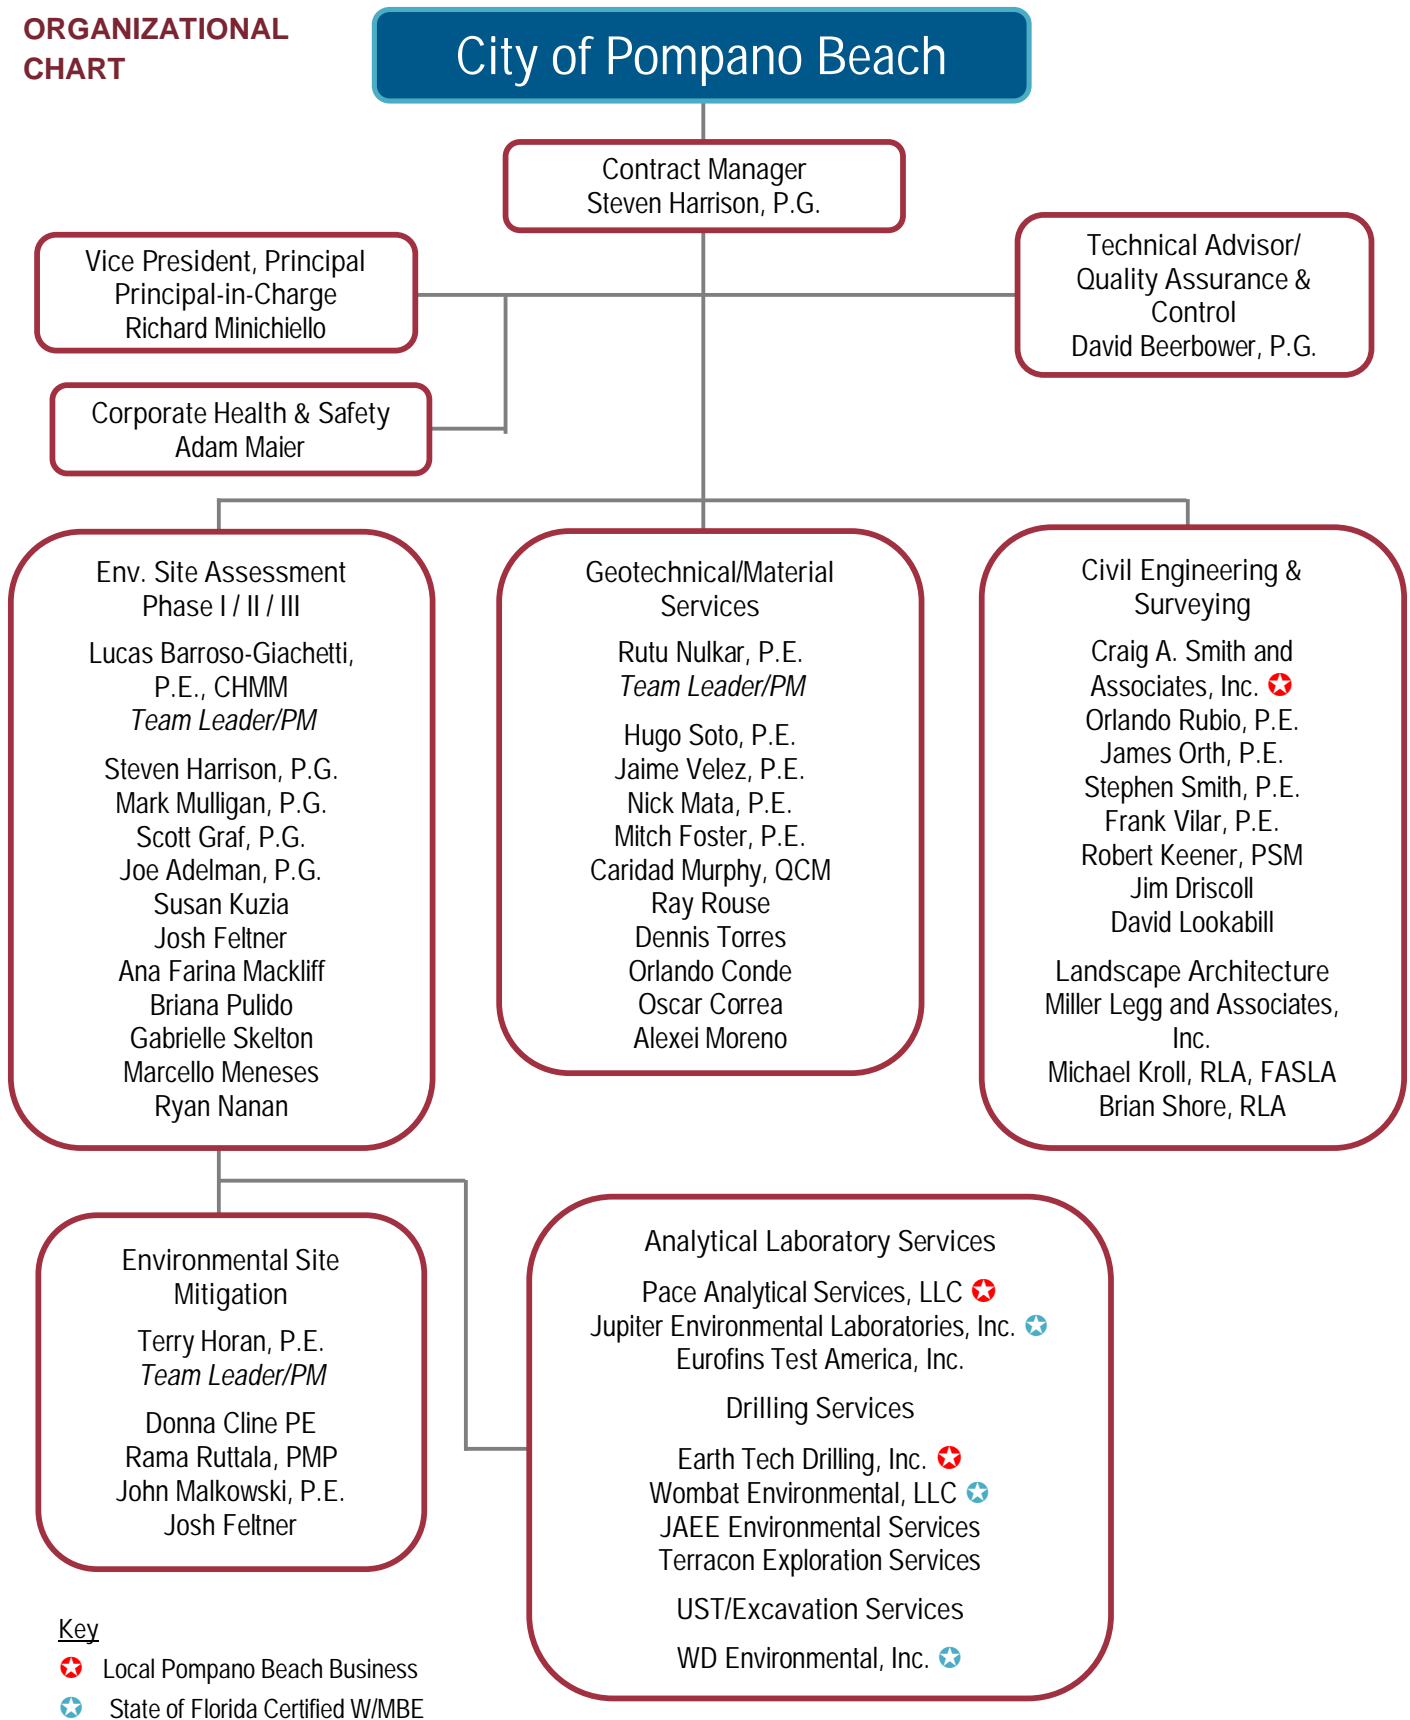 ORGANIZATIONAL
CHART
City of Pompano Beach
Contract Manager
Steven Harrison, P.G.
Vice President, Principal
Principal-in-Charge
Richard Minichiello
Technical Advisor/
Quality Assurance &
Control
David Beerbower, P.G.
Corporate Health & Safety
Adam Maier
Env. Site Assessment
Phase I / II / III
Lucas Barroso-Giachetti,
P.E., CHMM
Team Leader/PM
Steven Harrison, P.G.
Mark Mulligan, P.G.
Scott Graf, P.G.
Joe Adelman, P.G.
Susan Kuzia
Josh Feltner
Ana Farina Mackliff
Briana Pulido
Gabrielle Skelton
Marcello Meneses
Ryan Nanan
Geotechnical/Material
Services
Rutu Nulkar, P.E.
Team Leader/PM
Hugo Soto, P.E.
Jaime Velez, P.E.
Nick Mata, P.E.
Mitch Foster, P.E.
Caridad Murphy, QCM
Ray Rouse
Dennis Torres
Orlando Conde
Oscar Correa
Alexei Moreno
Civil Engineering &
Surveying
Craig A. Smith and
Associates, Inc.
Orlando Rubio, P.E.
James Orth, P.E.
Stephen Smith, P.E.
Frank Vilar, P.E.
Robert Keener, PSM
Jim Driscoll
David Lookabill
Landscape Architecture
Miller Legg and Associates,
Inc.
Michael Kroll, RLA, FASLA
Brian Shore, RLA
Environmental Site
Mitigation
Terry Horan, P.E.
Team Leader/PM
Donna Cline PE
Rama Ruttala, PMP
John Malkowski, P.E.
Josh Feltner
Analytical Laboratory Services
Pace Analytical Services, LLC
Jupiter Environmental Laboratories, Inc.
Eurofins Test America, Inc.
Drilling Services
Earth Tech Drilling, Inc.
Wombat Environmental, LLC
JAEE Environmental Services
Terracon Exploration Services
UST/Excavation Services
WD Environmental, Inc.
Key
Local Pompano Beach Business
State of Florida Certified W/MBE